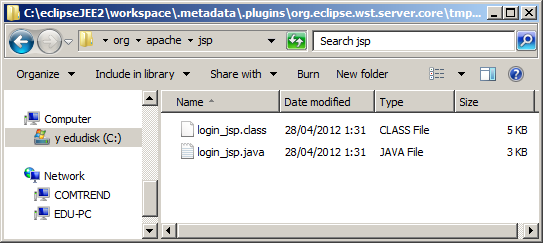 C:\eclipseJEE2\workspace\.metadata\.plugins\org.eclipse.wst.server.core\tmp...
org apache jsp Search jsp
Organize Include in library Share with Burn New folder
Name Date modified Type Size
Computer
y edudisk (C:)
Network
COMTREND
EDU-PC
login_jsp.class 28/04/2012 1:31 CLASS File 5 KB
login_jsp.java 28/04/2012 1:31 JAVA File 3 KB